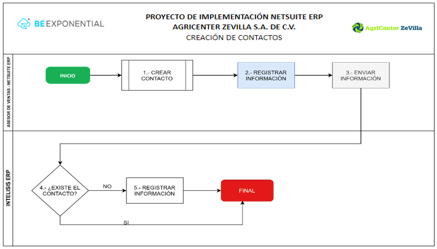 BEEXPONENTIAL
PROYECTO DE IMPLEMENTACIÓN NETSUITE ERP
AGRICENTER ZEVILLA S.A. DE C.V.
CREACIÓN DE CONTACTOS
AgriCenter ZeVilla
ASESOR DE VENTAS - NETSUITE ERP
INICIO
1.- CREAR
CONTACTO
2.- REGISTRAR
INFORMACIÓN
3.- ENVIAR
INFORMACIÓN
INTELISIS ERP
4.- ¿EXISTE EL
CONTACTO?
NO
5.- REGISTRAR
INFORMACIÓN
FINAL
SI